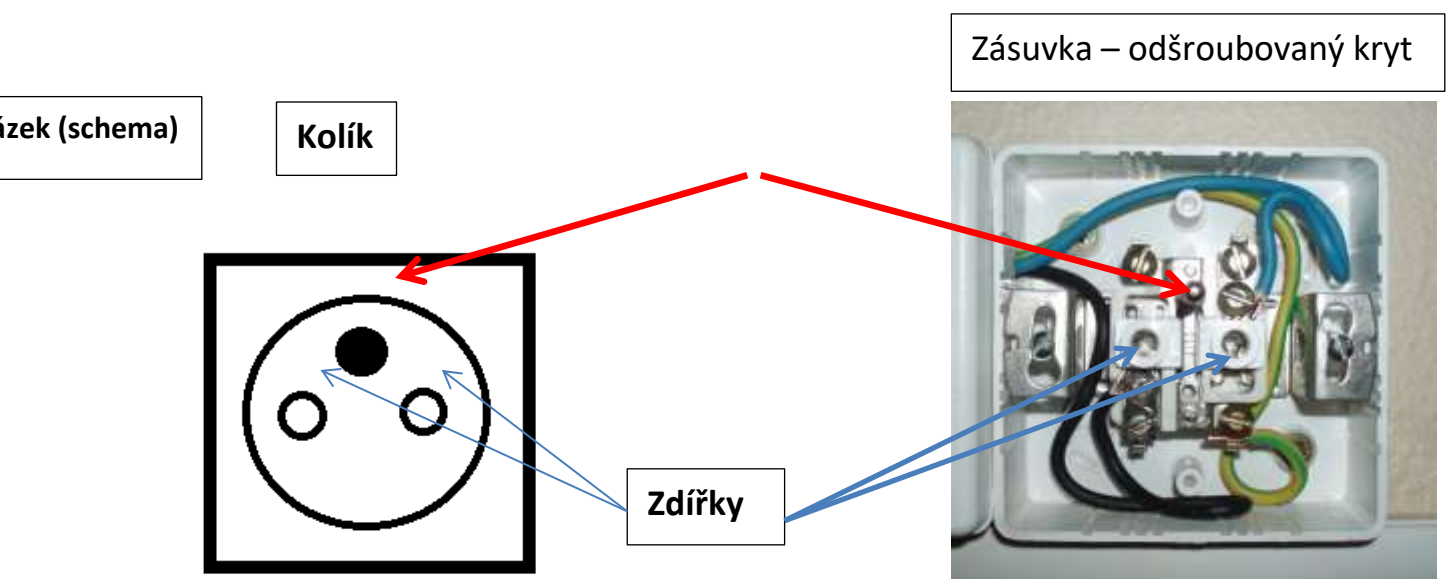 Zásuvka – odšroubovaný kryt
ázek (schema)
Kolík
Zdířky